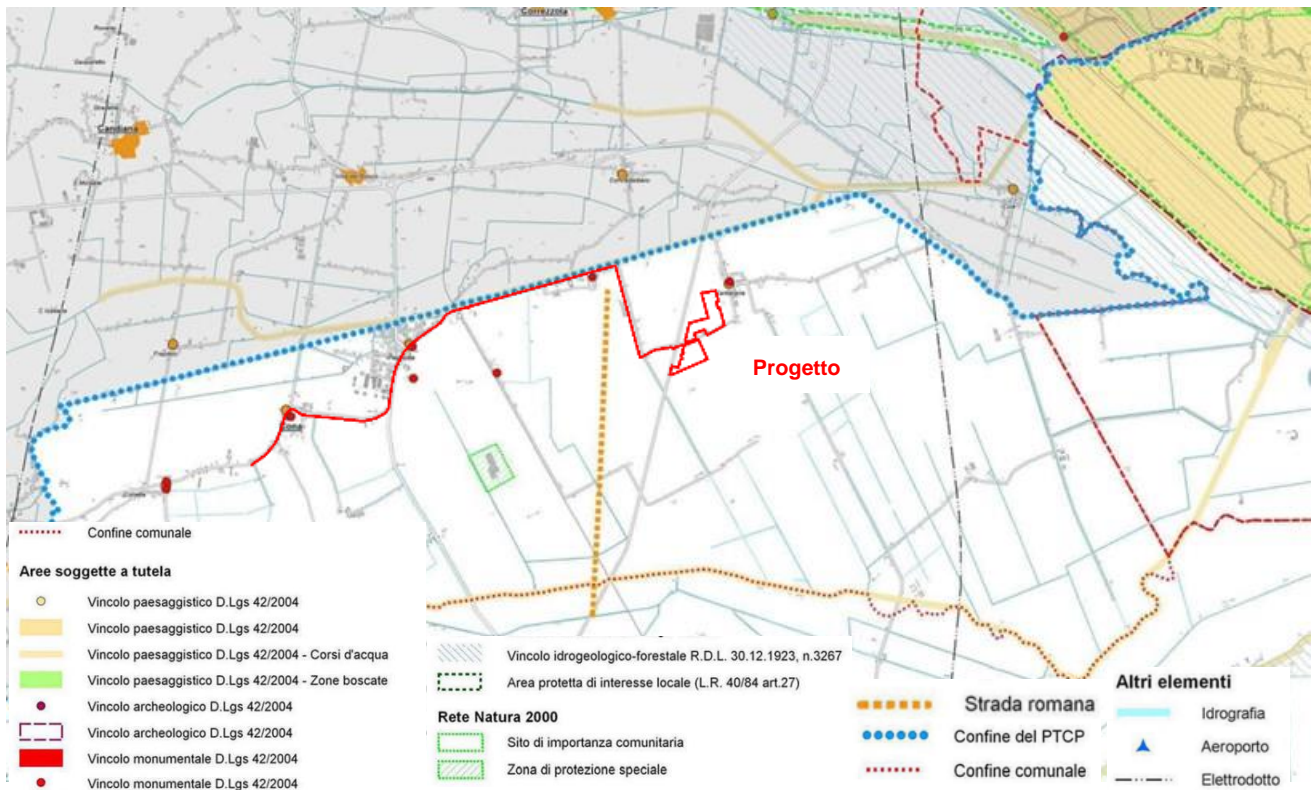 Correzzola
Candiana
Cona
Progetto
Confine comunale
Aree soggette a tutela
Vincolo paesaggistico D.Lgs 42/2004
Vincolo paesaggistico D.Lgs 42/2004
Vincolo paesaggistico D.Lgs 42/2004 - Corsi d'acqua
Vincolo paesaggistico D.Lgs 42/2004 - Zone boscate
Vincolo archeologico D.Lgs 42/2004
Vincolo archeologico D.Lgs 42/2004
Vincolo monumentale D.Lgs 42/2004
Vincolo monumentale D.Lgs 42/2004
Vincolo idrogeologico-forestale R.D.L. 30.12.1923, n.3267
Area protetta di interesse locale (L.R. 40/84 art.27)
Rete Natura 2000
Sito di importanza comunitaria
Zona di protezione speciale
Strada romana
Confine del PTCP
Confine comunale
Altri elementi
Idrografia
Aeroporto
Elettrodotto